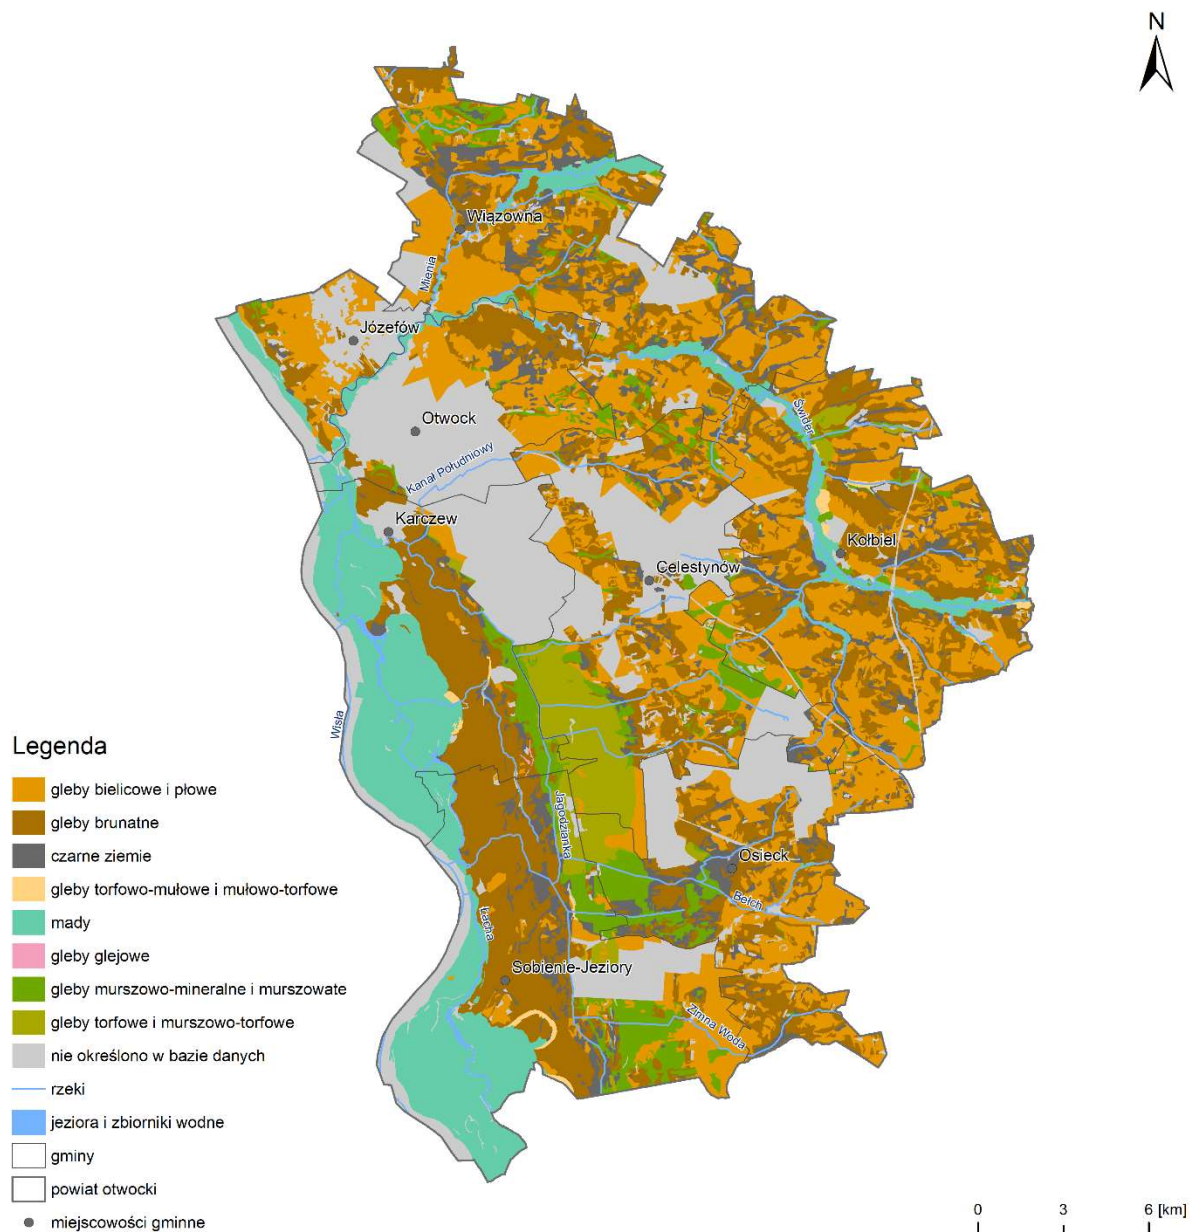 N
Wiązowna
Mienia
Józefów
Otwock
Świder
Kanał Południowy
Karczew
Kołbiel
Celestynów
Wisła
Jagodzianka
Osieck
Bełch
Iracha
Sobienie-Jeziory
Zimna Woda
Legenda
gleby bielicowe i płowe
gleby brunatne
czarne ziemie
gleby torfowo-mułowe i mułowo-torfowe
mady
gleby glejowe
gleby murszowo-mineralne i murszowate
gleby torfowe i murszowo-torfowe
nie określono w bazie danych
rzeki
jeziora i zbiorniki wodne
gminy
powiat otwocki
miejscowości gminne
0 3 6 [km]